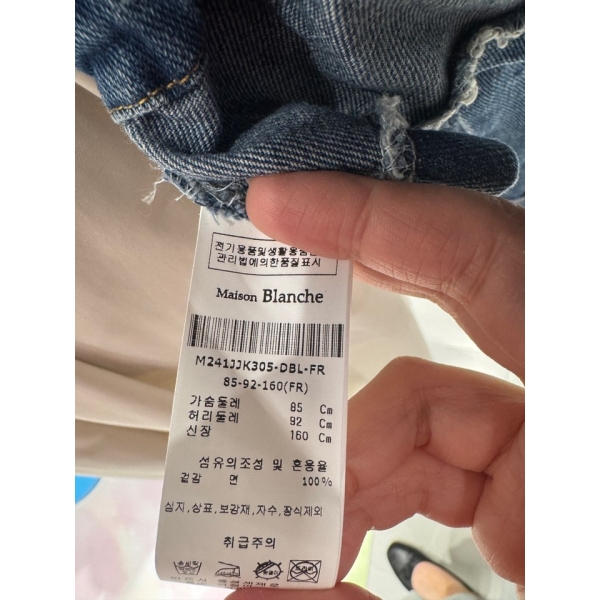 전기용품및생활용품안전
관리법에의한품질표시
Maison Blanche
M241JJK305-DBL-FR
85-92-160(FR)
가슴둘레 85 Cm
허리둘레 92 Cm
신장 160 Cm
섬유의조성 및 혼용율
겉감 면 100%
심지,상표,보강재,자수,장식제외
취급주의